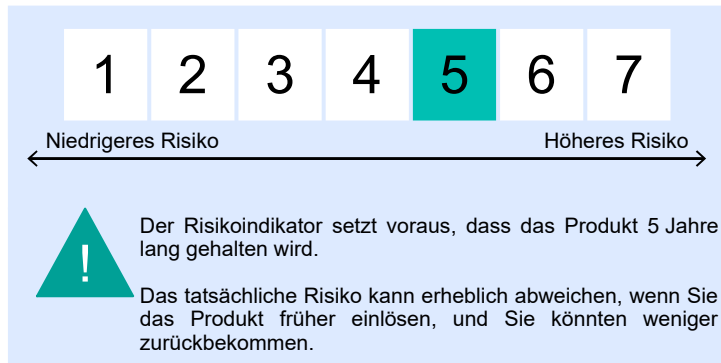 1 2 3 4 5 6 7
Niedrigeres Risiko Höheres Risiko
!
Der Risikoindikator setzt voraus, dass das Produkt 5 Jahre
lang gehalten wird.
Das tatsächliche Risiko kann erheblich abweichen, wenn Sie
das Produkt früher einlösen, und Sie könnten weniger
zurückbekommen.